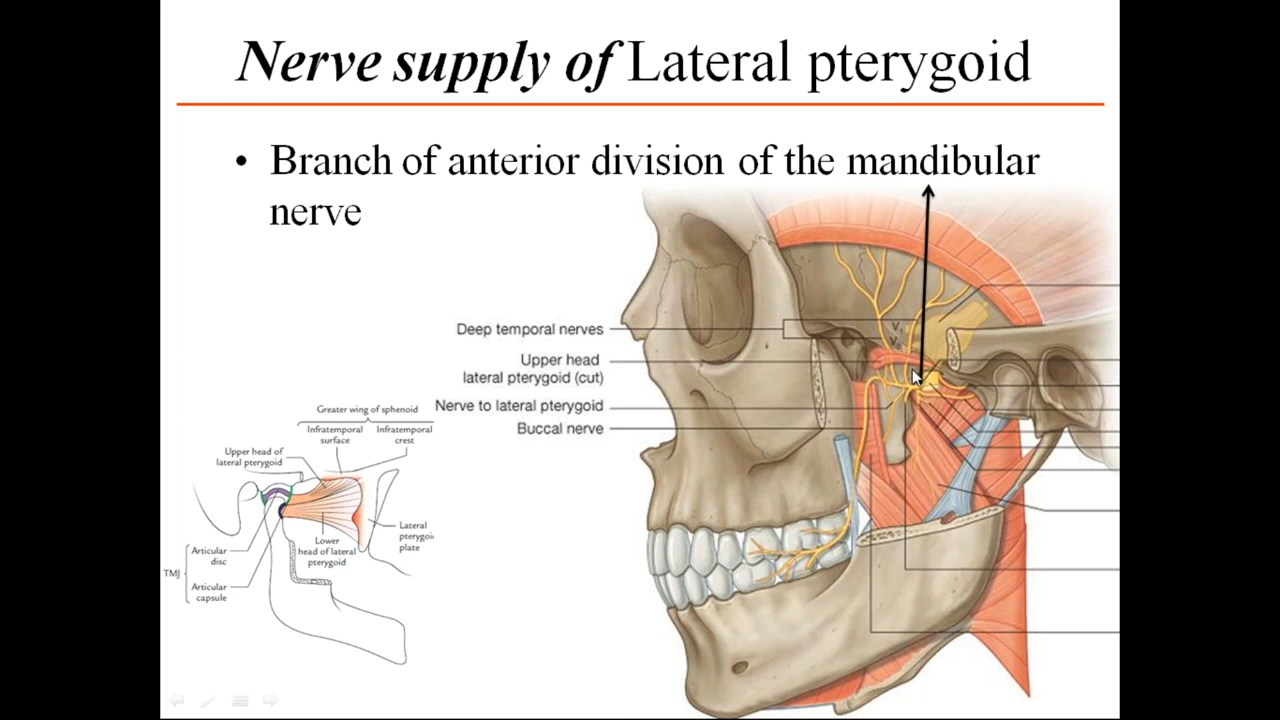 Nerve supply of Lateral pterygoid
• Branch of anterior division of the mandibular
nerve
Deep temporal nerves
Upper head
lateral pterygoid (cut)
Nerve to lateral pterygoid
Buccal nerve
V
Greater wing of sphenoid
Infratemporal
surface
Infratemporal
crest
Upper head of
lateral pterygoid
Lateral
plate
Lower
head of lateral
pterygoid
Articular
disc
TMJ
Articular
capsule